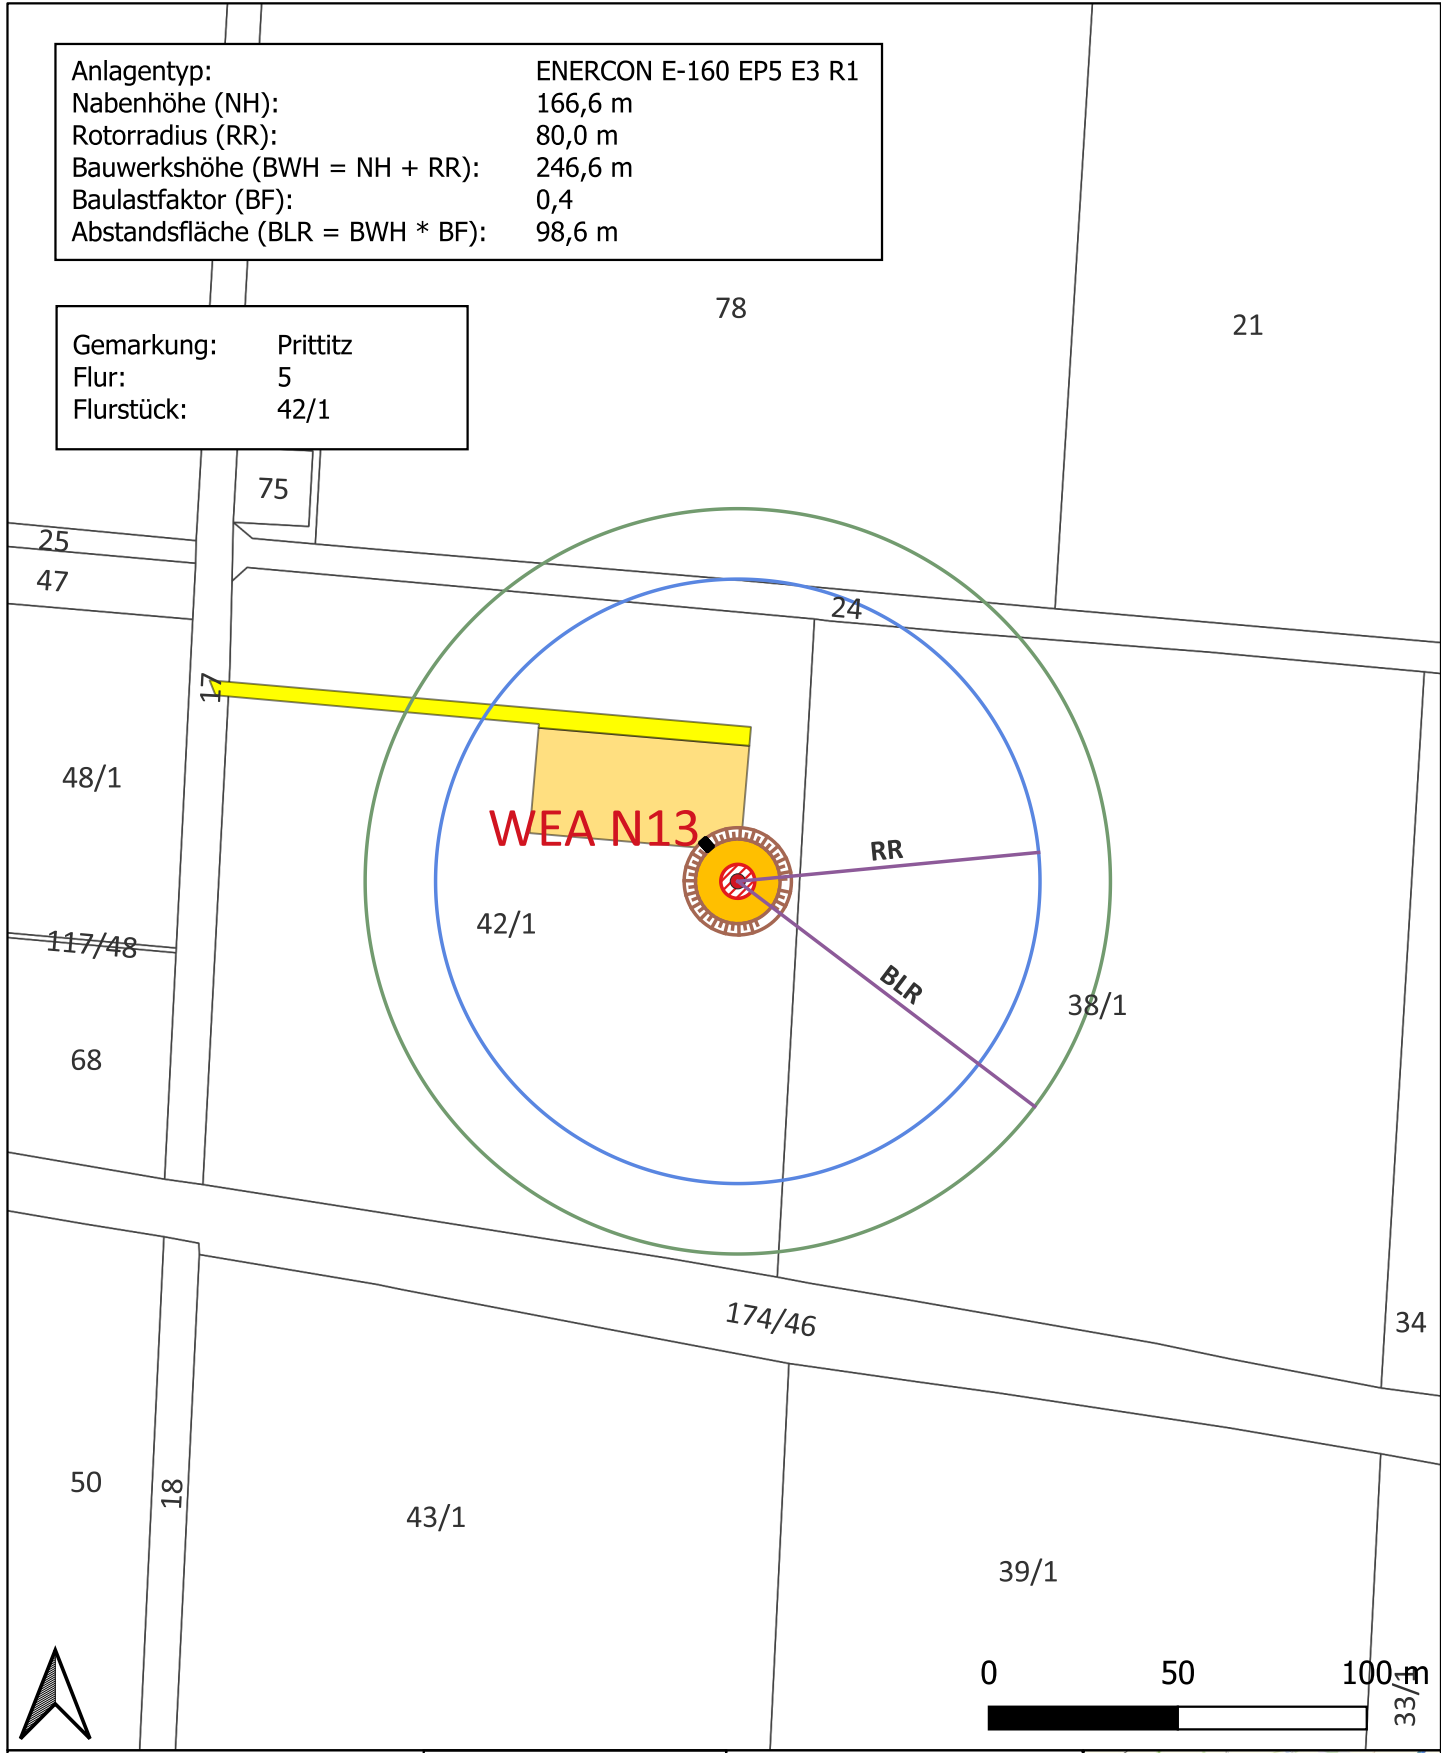 Anlagentyp: ENERCON E-160 EP5 E3 R1
Nabenhöhe (NH): 166,6 m
Rotorradius (RR): 80,0 m
Bauwerkshöhe (BWH = NH + RR): 246,6 m
Baulastfaktor (BF): 0,4
Abstandsfläche (BLR = BWH * BF): 98,6 m
78
21
Gemarkung: Prittitz
Flur: 5
Flurstück: 42/1
75
25
47
24
17
48/1
WEA N13
RR
42/1
117/48
BLR
38/1
68
174/46
34
50
18
43/1
39/1
0 50 100 m
33/1